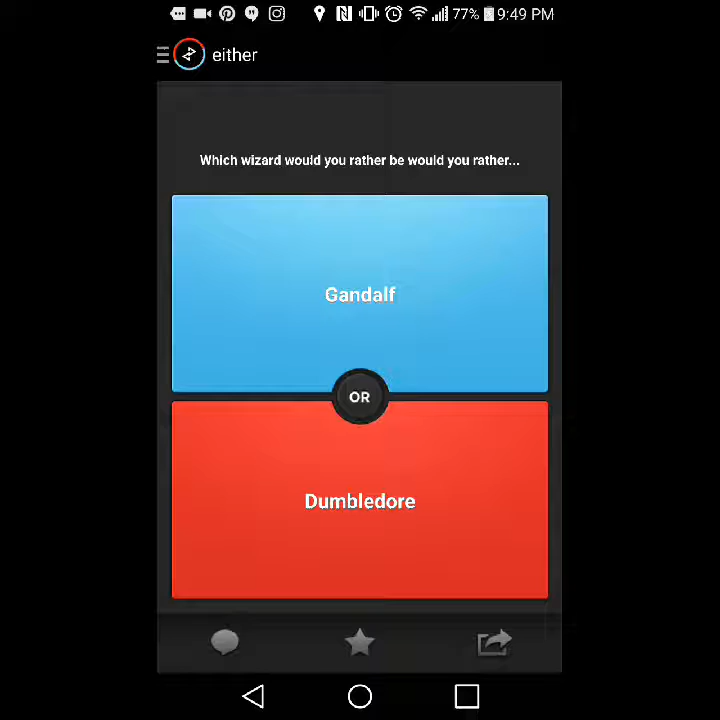 77% 9:49 PM
either
Which wizard would you rather be would you rather...
Gandalf
OR
Dumbledore